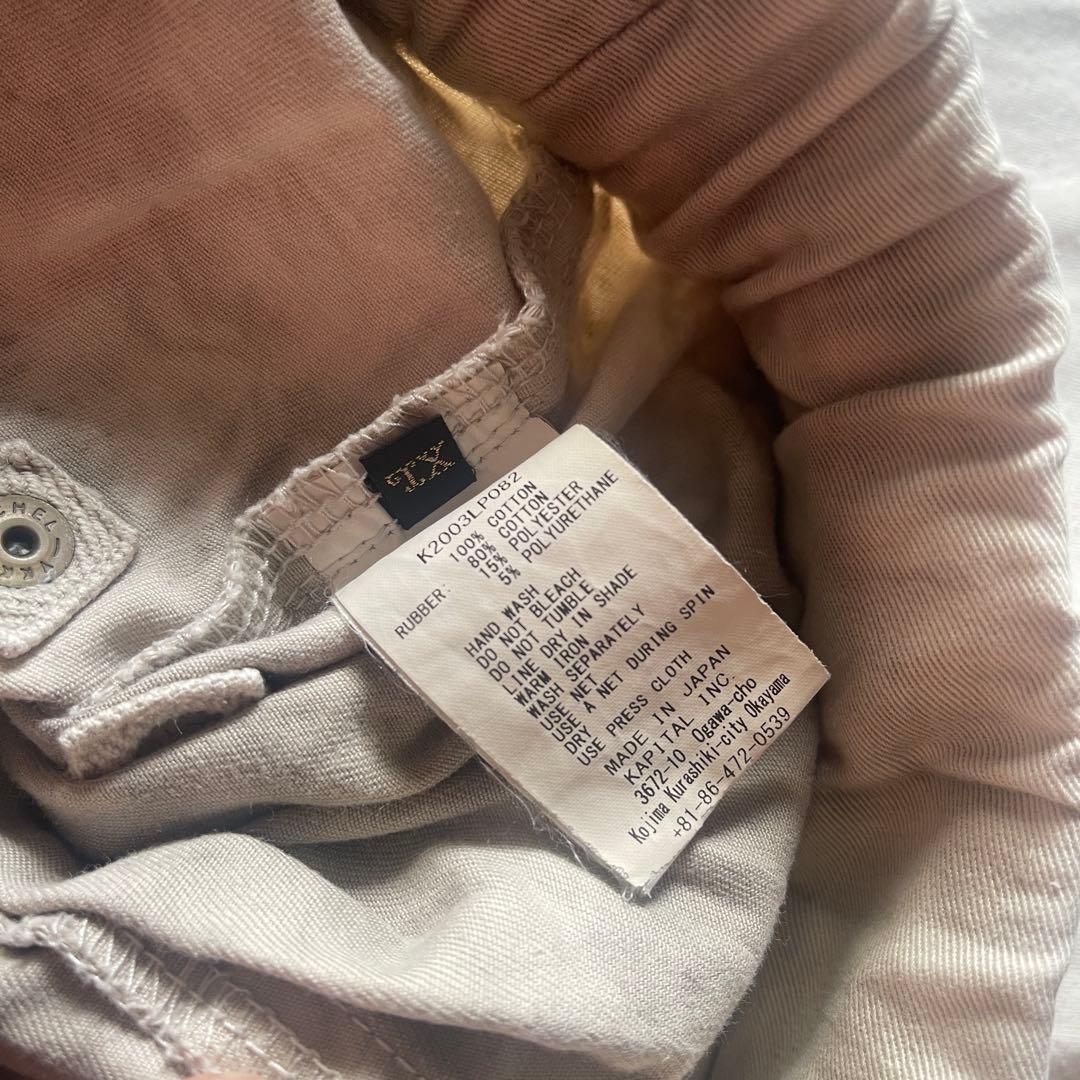 XL
K2003LP082
100% COTTON
RUBBER: 80% COTTON
15% POLYESTER
5% POLYURETHANE
HAND WASH
DO NOT BLEACH
DO NOT TUMBLE
LINE DRY IN SHADE
WARM IRON
WASH SEPARATELY
USE NET
USE A NET DURING SPIN
DRY
USE PRESS CLOTH
MADE IN JAPAN
KAPITAL INC.
3672-10 Ogawa-cho
Kojima Kurashiki-city Okayama
+81-86-472-0539